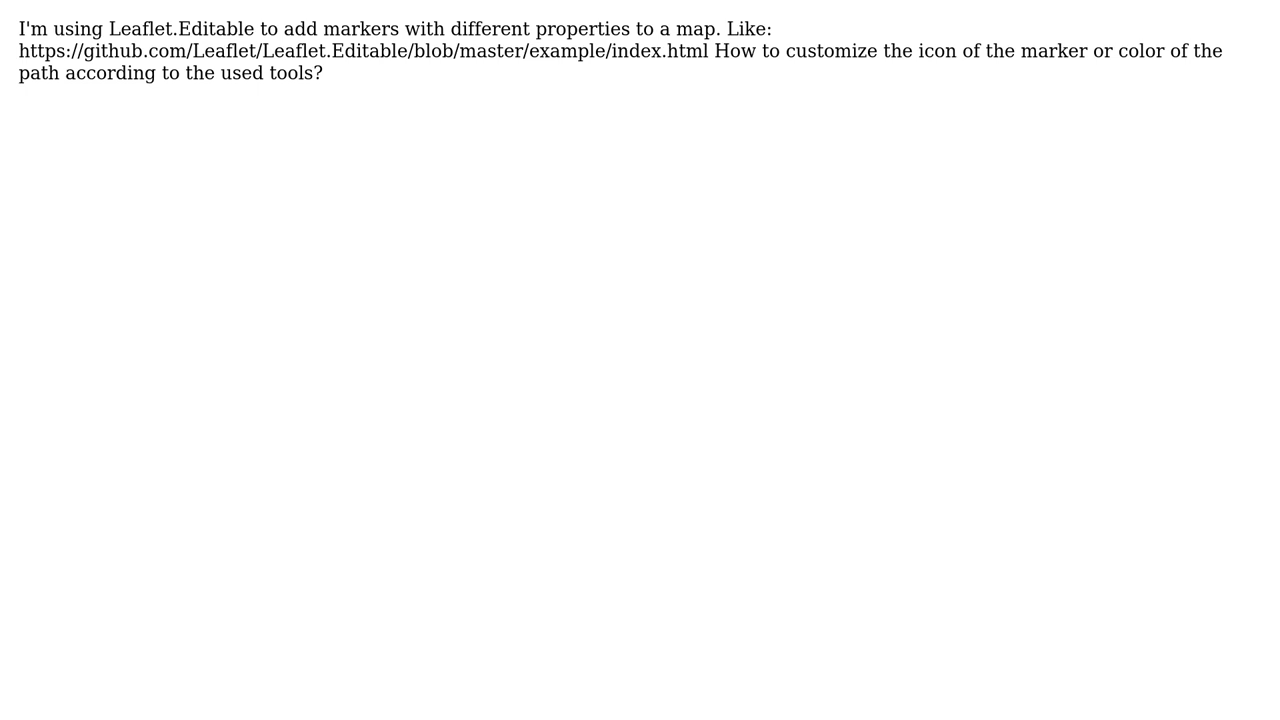 I'm using Leaflet.Editable to add markers with different properties to a map. Like:
https://github.com/Leaflet/Leaflet.Editable/blob/master/example/index.html How to customize the icon of the marker or color of the
path according to the used tools?